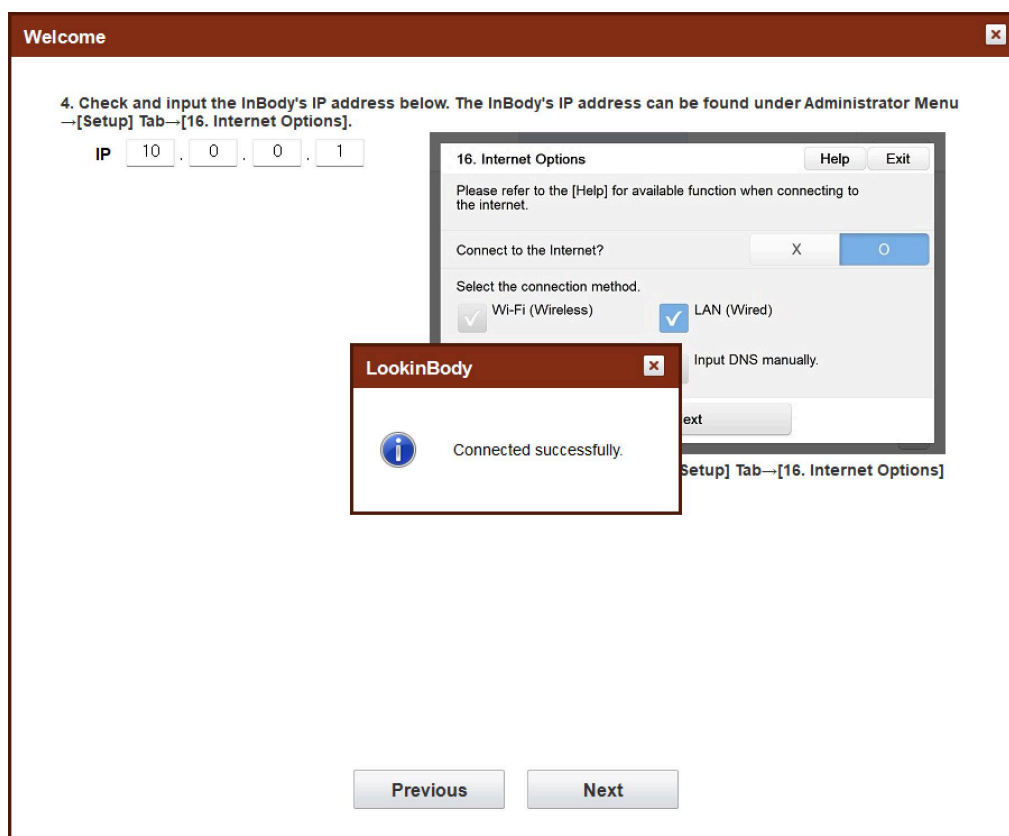 Welcome
4. Check and input the InBody's IP address below. The InBody's IP address can be found under Administrator Menu
→[Setup] Tab→[16. Internet Options].
IP 10 . 0 . 0 . 1
16. Internet Options Help Exit
Please refer to the [Help] for available function when connecting to
the internet.
Connect to the Internet? X O
Select the connection method.
Wi-Fi (Wireless) LAN (Wired)
Input DNS manually.
LookinBody
ext
Connected successfully.
Setup] Tab→[16. Internet Options]
Previous Next